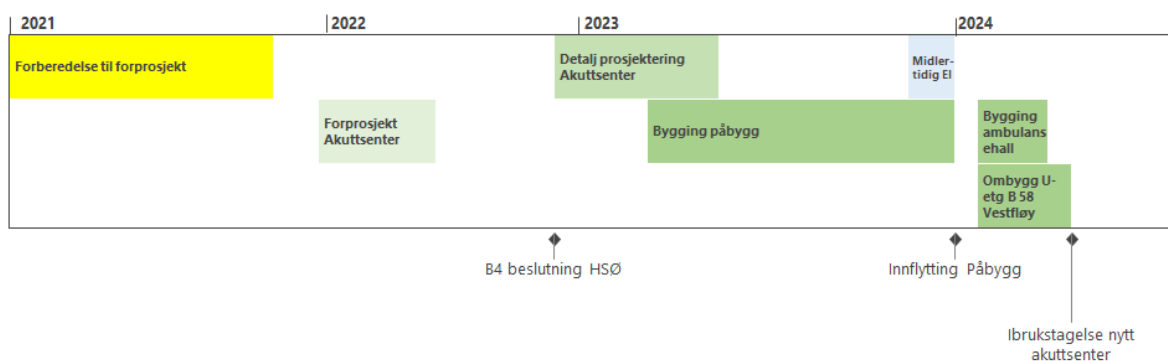 2021
2022
2023
2024
Forberedelse til forprosjekt
Detalj prosjektering
Akuttsenter
Midler-
tidig El
Forprosjekt
Akuttsenter
Bygging påbygg
Bygging
ambulans
ehall
Ombygg U-
etg B 58
Vestfløy
B4 beslutning HSØ
Innflytting Påbygg
Ibrukstagelse nytt
akuttsenter